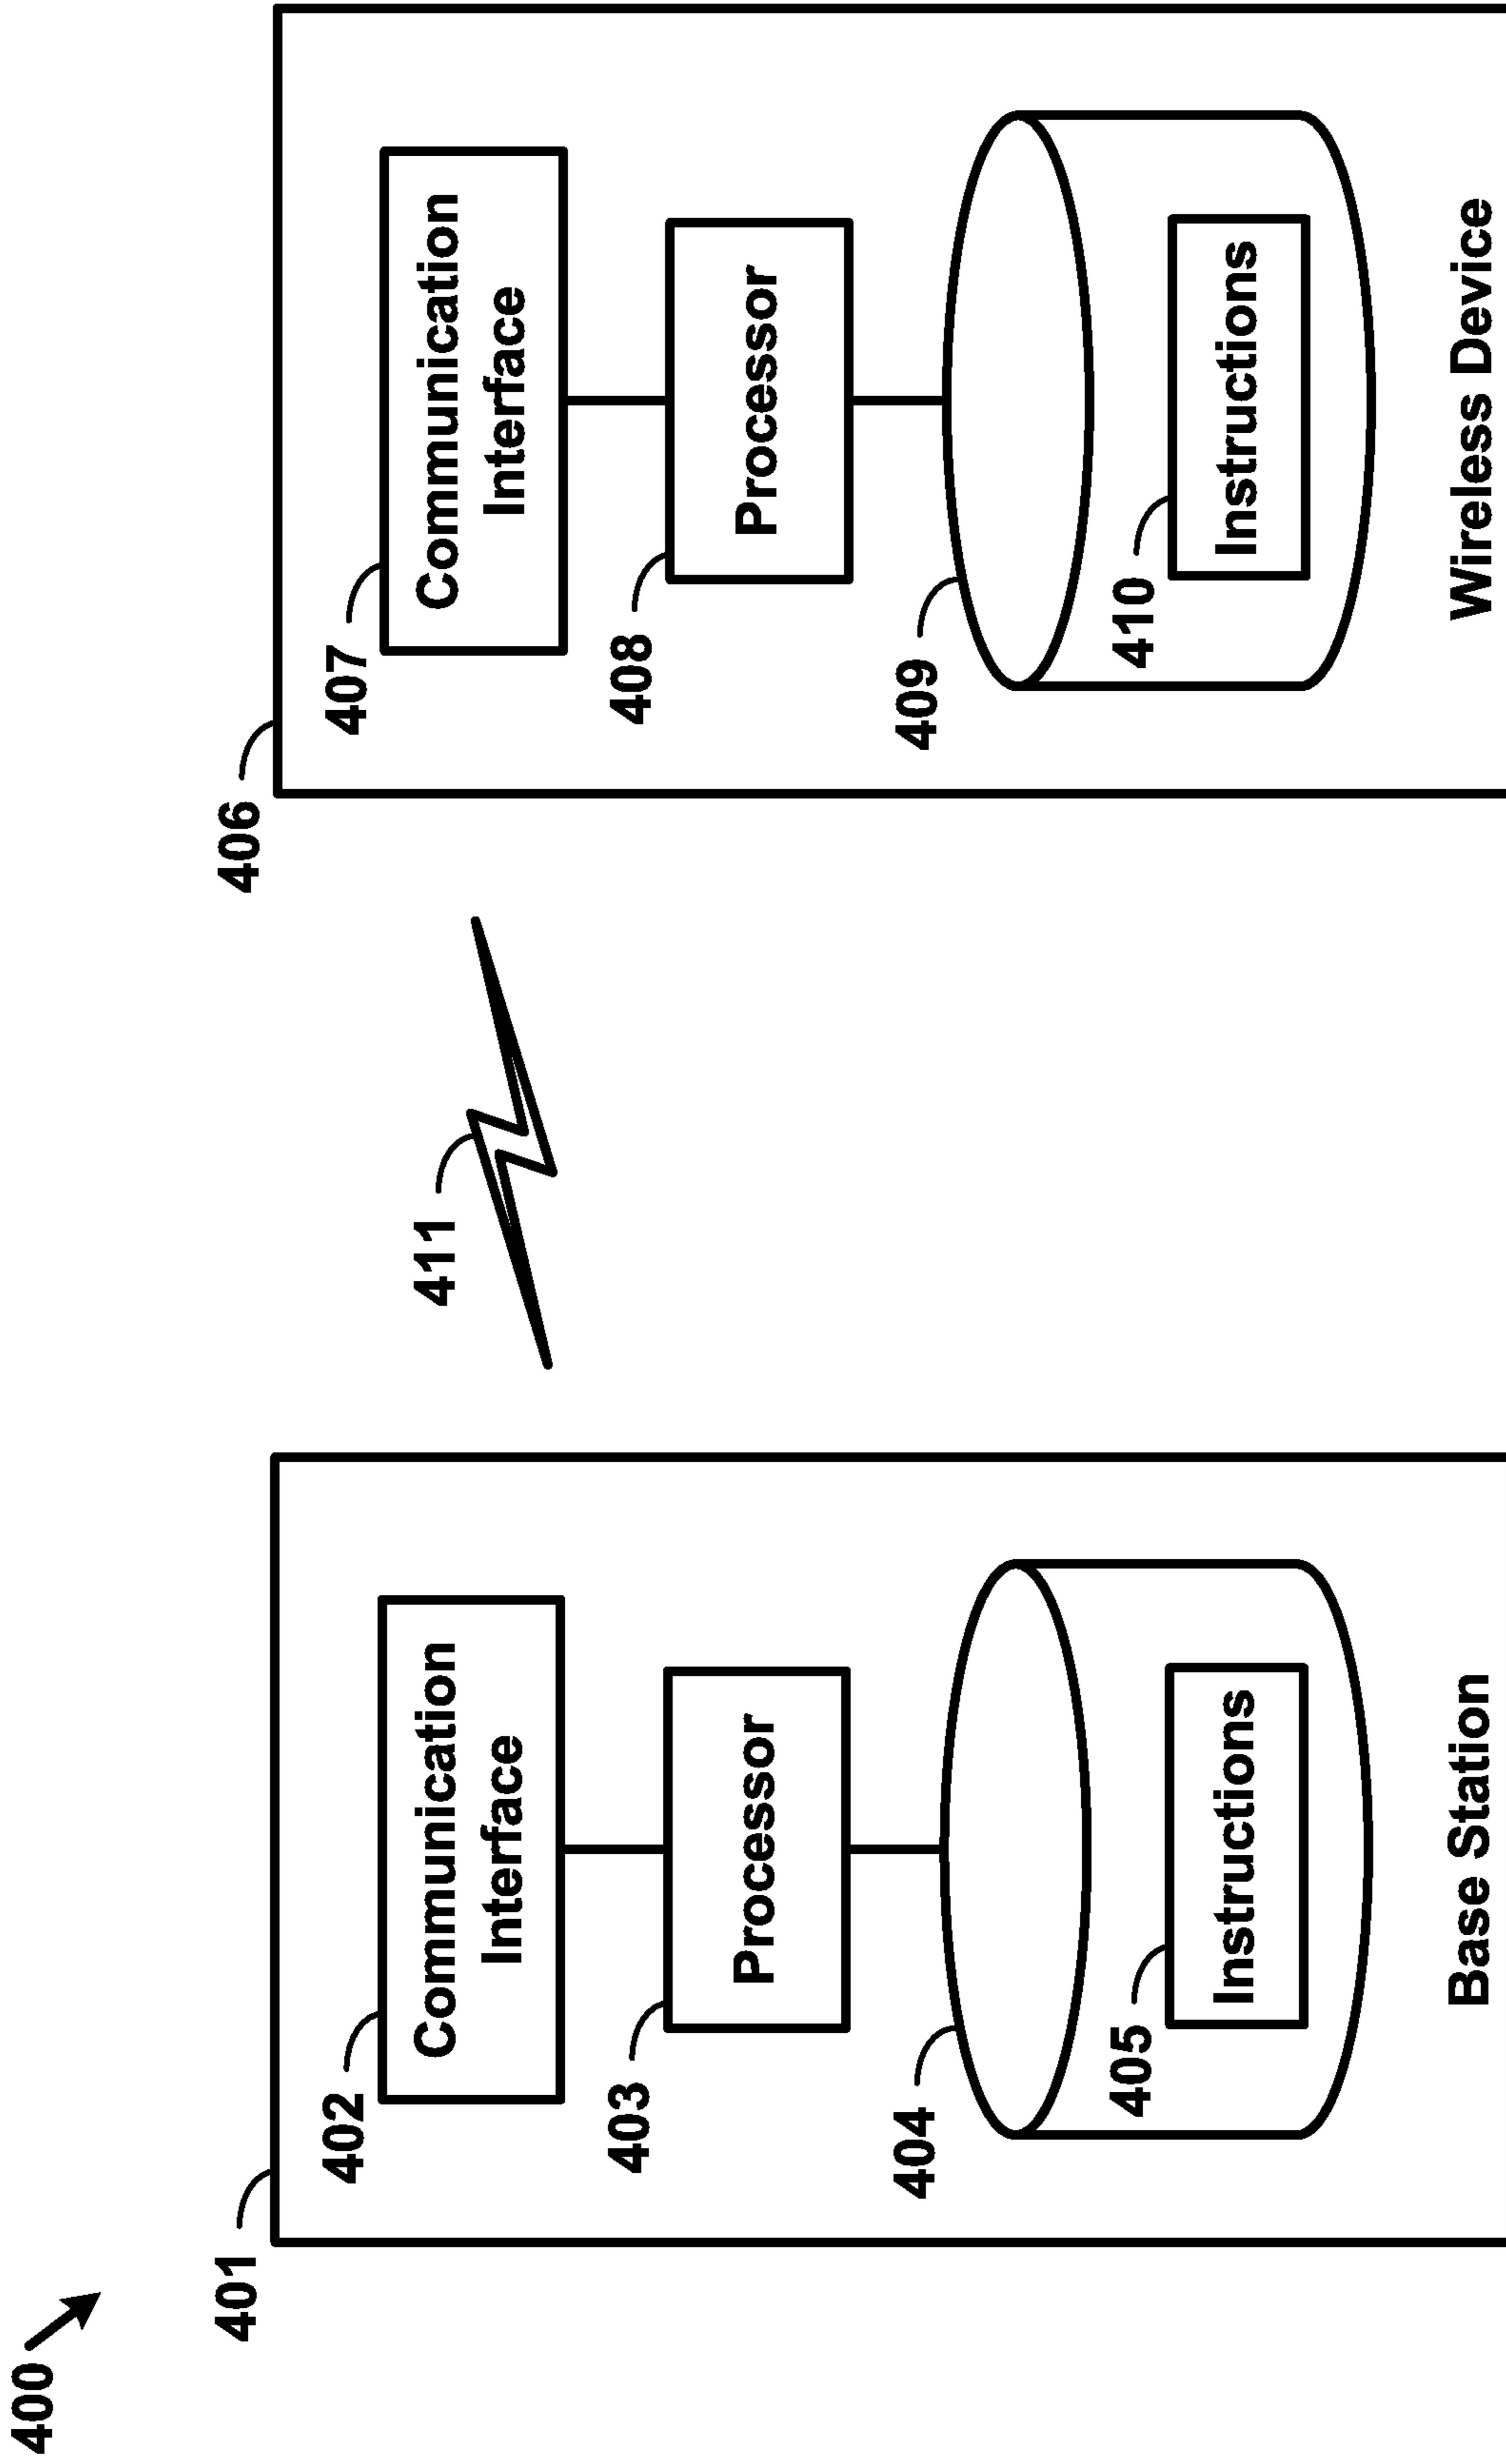 400
401
402
Communication
Interface
403
Processor
404
405
Instructions
Base Station
411
406
407
Communication
Interface
408
Processor
409
410
Instructions
Wireless Device